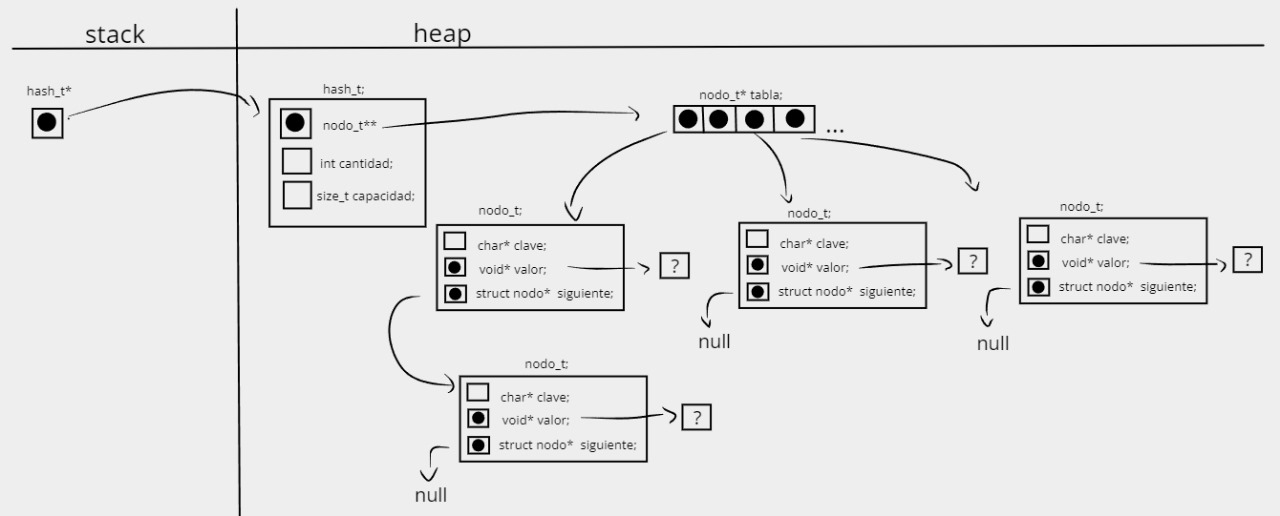 stack
heap
hash_t*
hash_t;
nodo_t**
int cantidad;
size_t capacidad;
nodo_t* tabla;
...
nodo_t;
char* clave;
void* valor;
?
struct nodo* siguiente;
nodo_t;
char* clave;
void* valor;
?
struct nodo* siguiente;
null
nodo_t;
char* clave;
void* valor;
?
struct nodo* siguiente;
null
nodo_t;
char* clave;
void* valor;
?
struct nodo* siguiente;
null